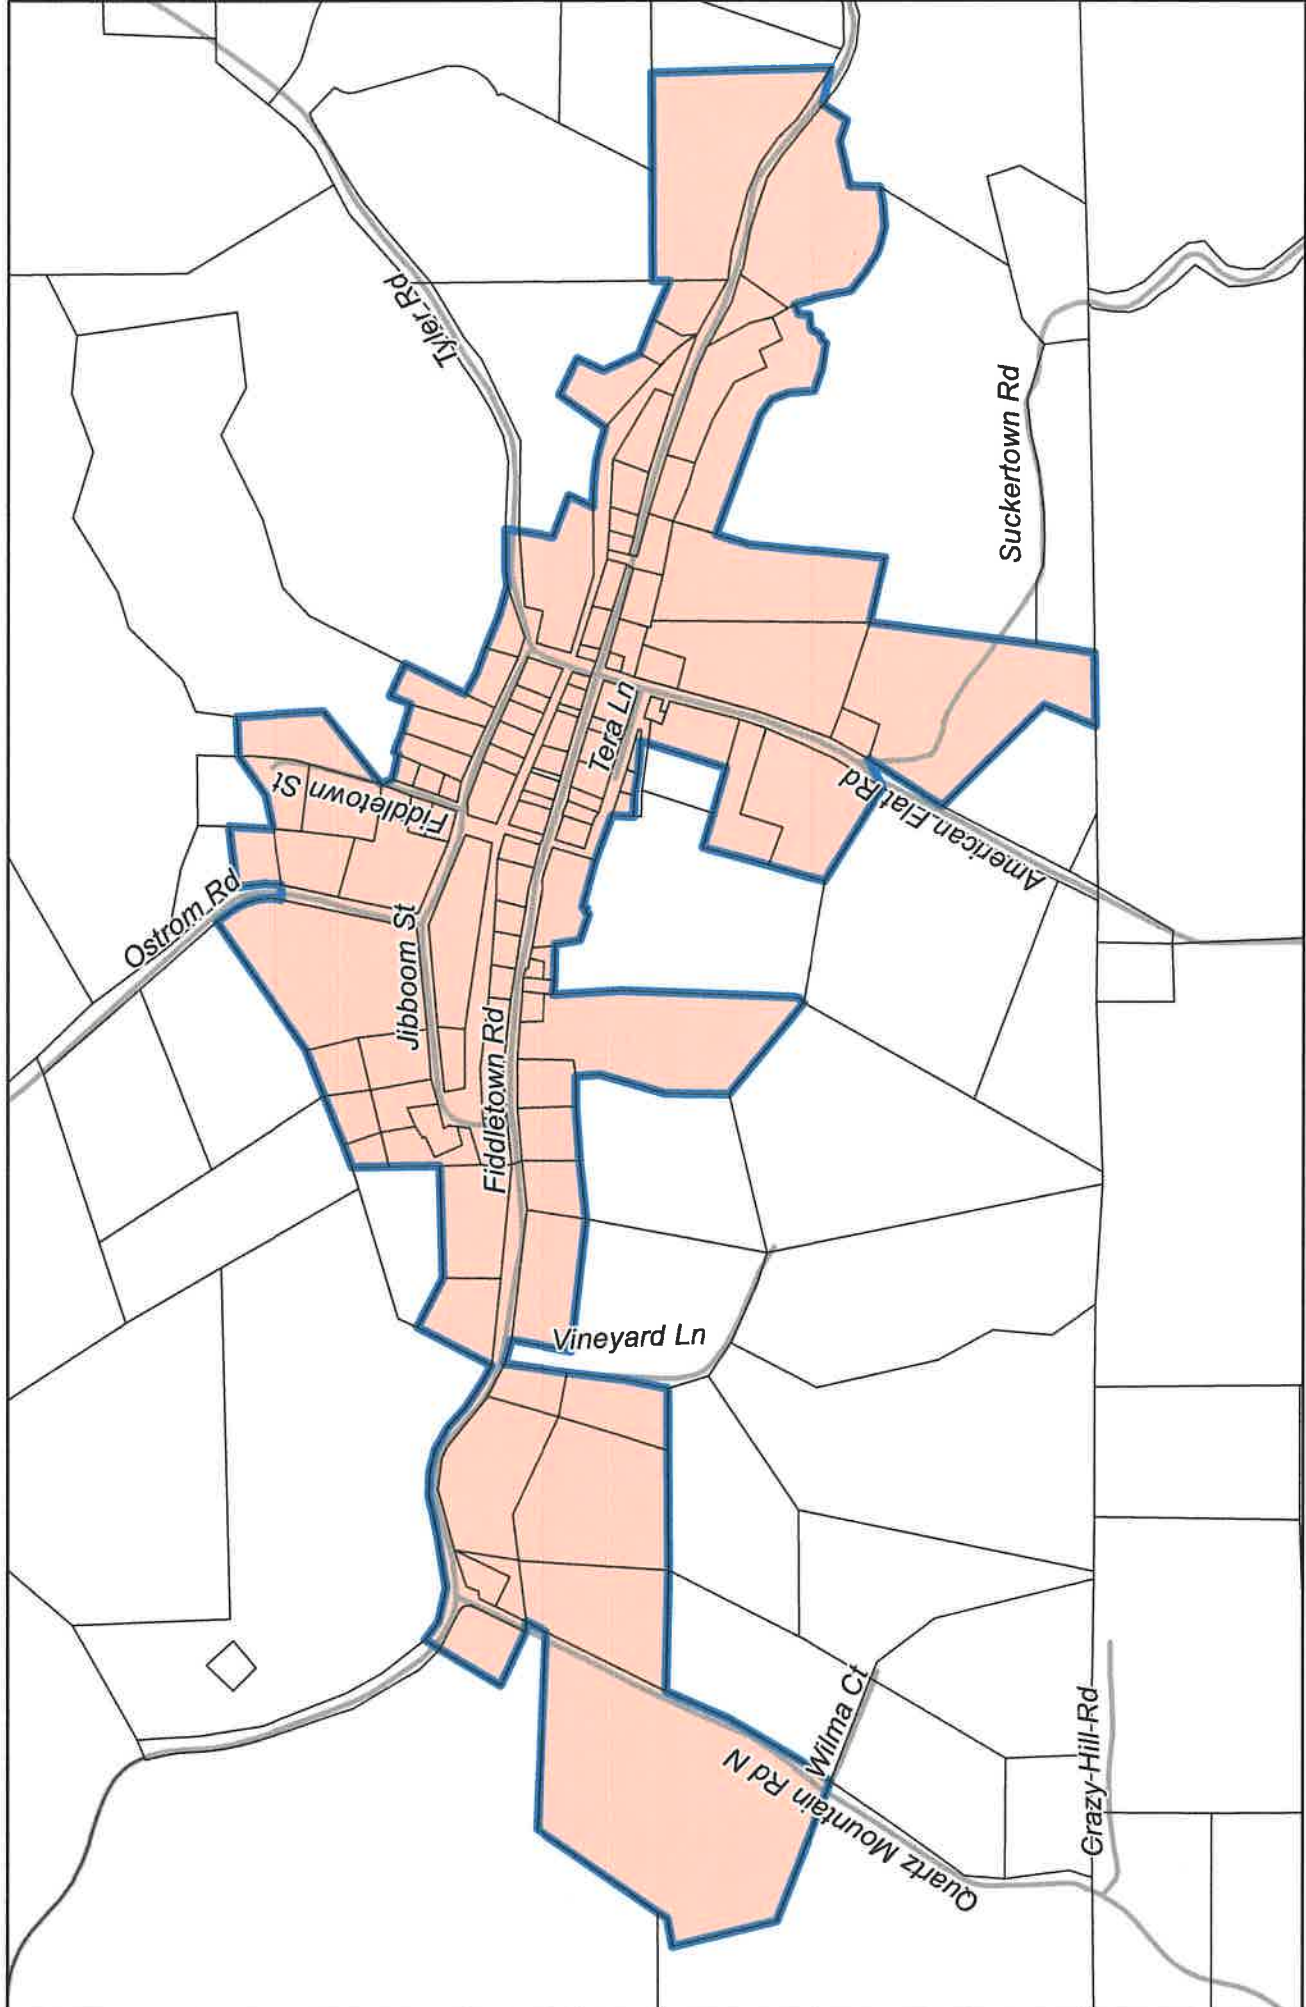 Tyler Rd
Suckertown Rd
Tera Ln
Fiddletown St
American Flat Rd
Ostrom Rd
Jibboom St
Fiddletown Rd
Vineyard Ln
Wilma Ct
Quartz Mountain Rd N
Crazy Hill Rd